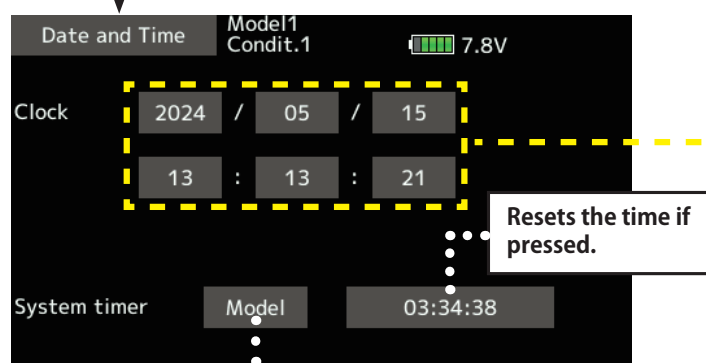 Date and Time
Model1
Condit.1
7.8V
Clock
2024 / 05 / 15
13 : 13 : 21
Resets the time if
pressed.
System timer Model 03:34:38